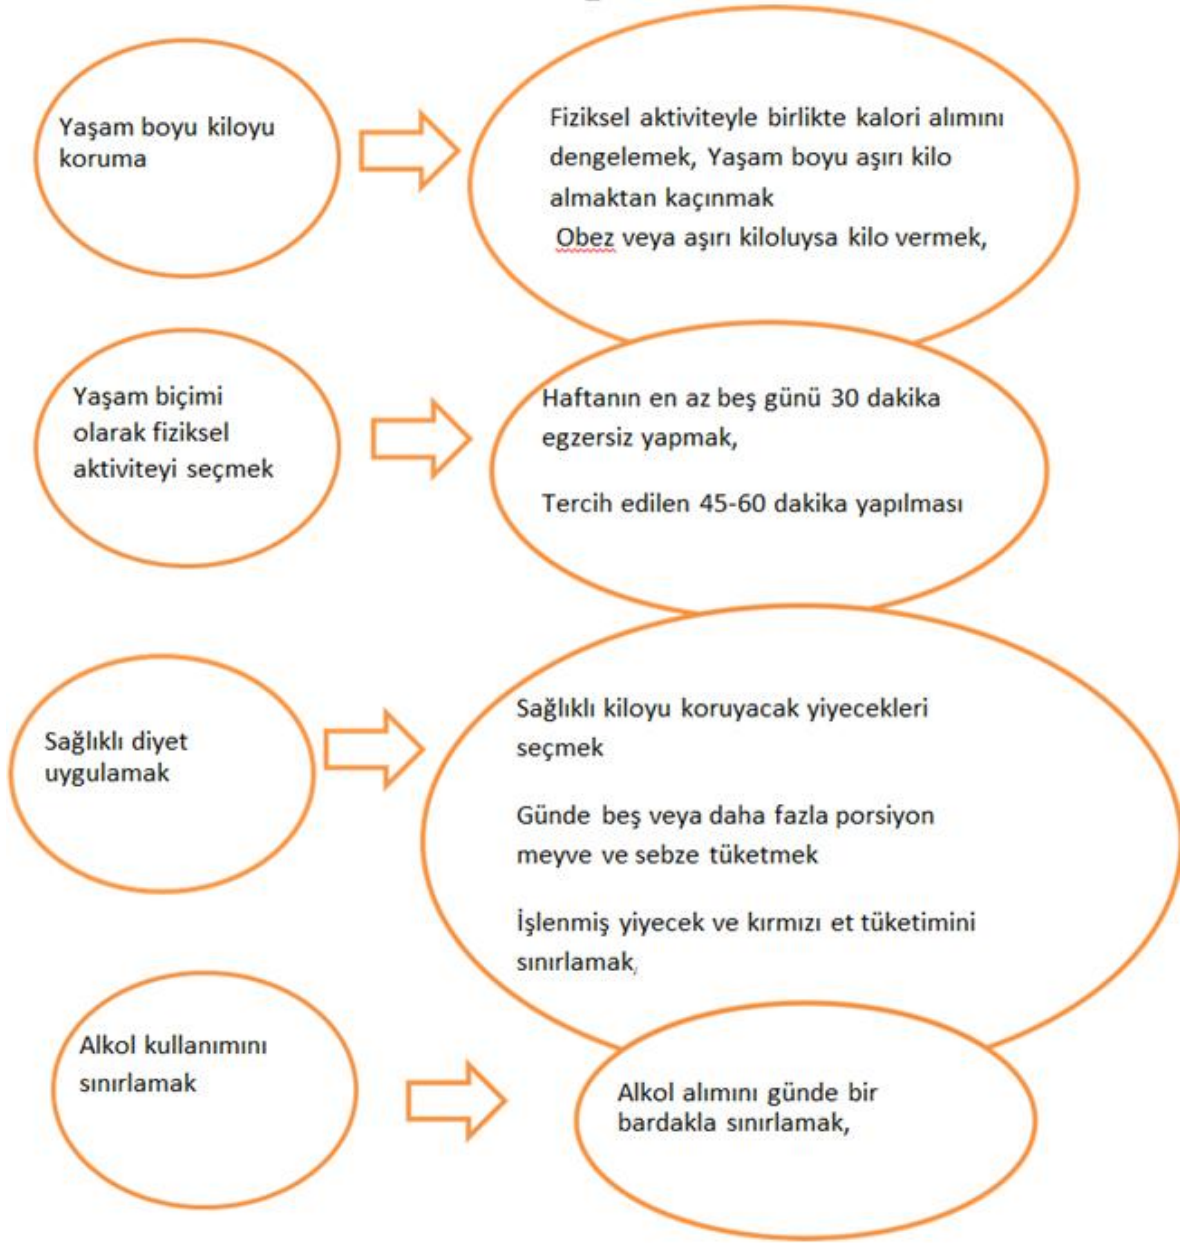 Yaşam boyu kiloyu
koruma
Fiziksel aktiviteyle birlikte kalori alımını
dengelemek, Yaşam boyu aşırı kilo
almaktan kaçınmak
Obez veya aşırı kiloluysa kilo vermek,
Yaşam biçimi
olarak fiziksel
aktiviteyi seçmek
Haftanın en az beş günü 30 dakika
egzersiz yapmak,
Tercih edilen 45-60 dakika yapılması
Sağlıklı diyet
uygulamak
Sağlıklı kiloyu koruyacak yiyecekleri
seçmek
Günde beş veya daha fazla porsiyon
meyve ve sebze tüketmek
İşlenmiş yiyecek ve kırmızı et tüketimini
sınırlamak,
Alkol kullanımını
sınırlamak
Alkol alımını günde bir
bardakla sınırlamak,